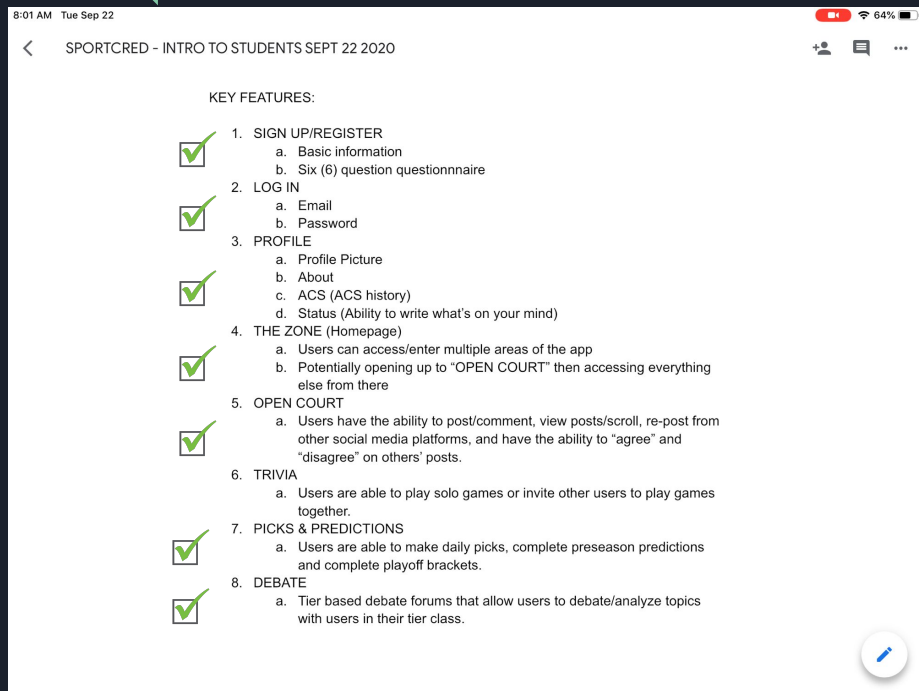 8:01 AM Tue Sep 22
64%
SPORTCRED - INTRO TO STUDENTS SEPT 22 2020
KEY FEATURES:
1. SIGN UP/REGISTER
a. Basic information
b. Six (6) question questionnnaire
2. LOG IN
a. Email
b. Password
3. PROFILE
a. Profile Picture
b. About
c. ACS (ACS history)
d. Status (Ability to write what's on your mind)
4. THE ZONE (Homepage)
a. Users can access/enter multiple areas of the app
b. Potentially opening up to “OPEN COURT” then accessing everything
else from there
5. OPEN COURT
a. Users have the ability to post/comment, view posts/scroll, re-post from
other social media platforms, and have the ability to “agree” and
“disagree” on others’ posts.
6. TRIVIA
a. Users are able to play solo games or invite other users to play games
together.
7. PICKS & PREDICTIONS
a. Users are able to make daily picks, complete preseason predictions
and complete playoff brackets.
8. DEBATE
a. Tier based debate forums that allow users to debate/analyze topics
with users in their tier class.